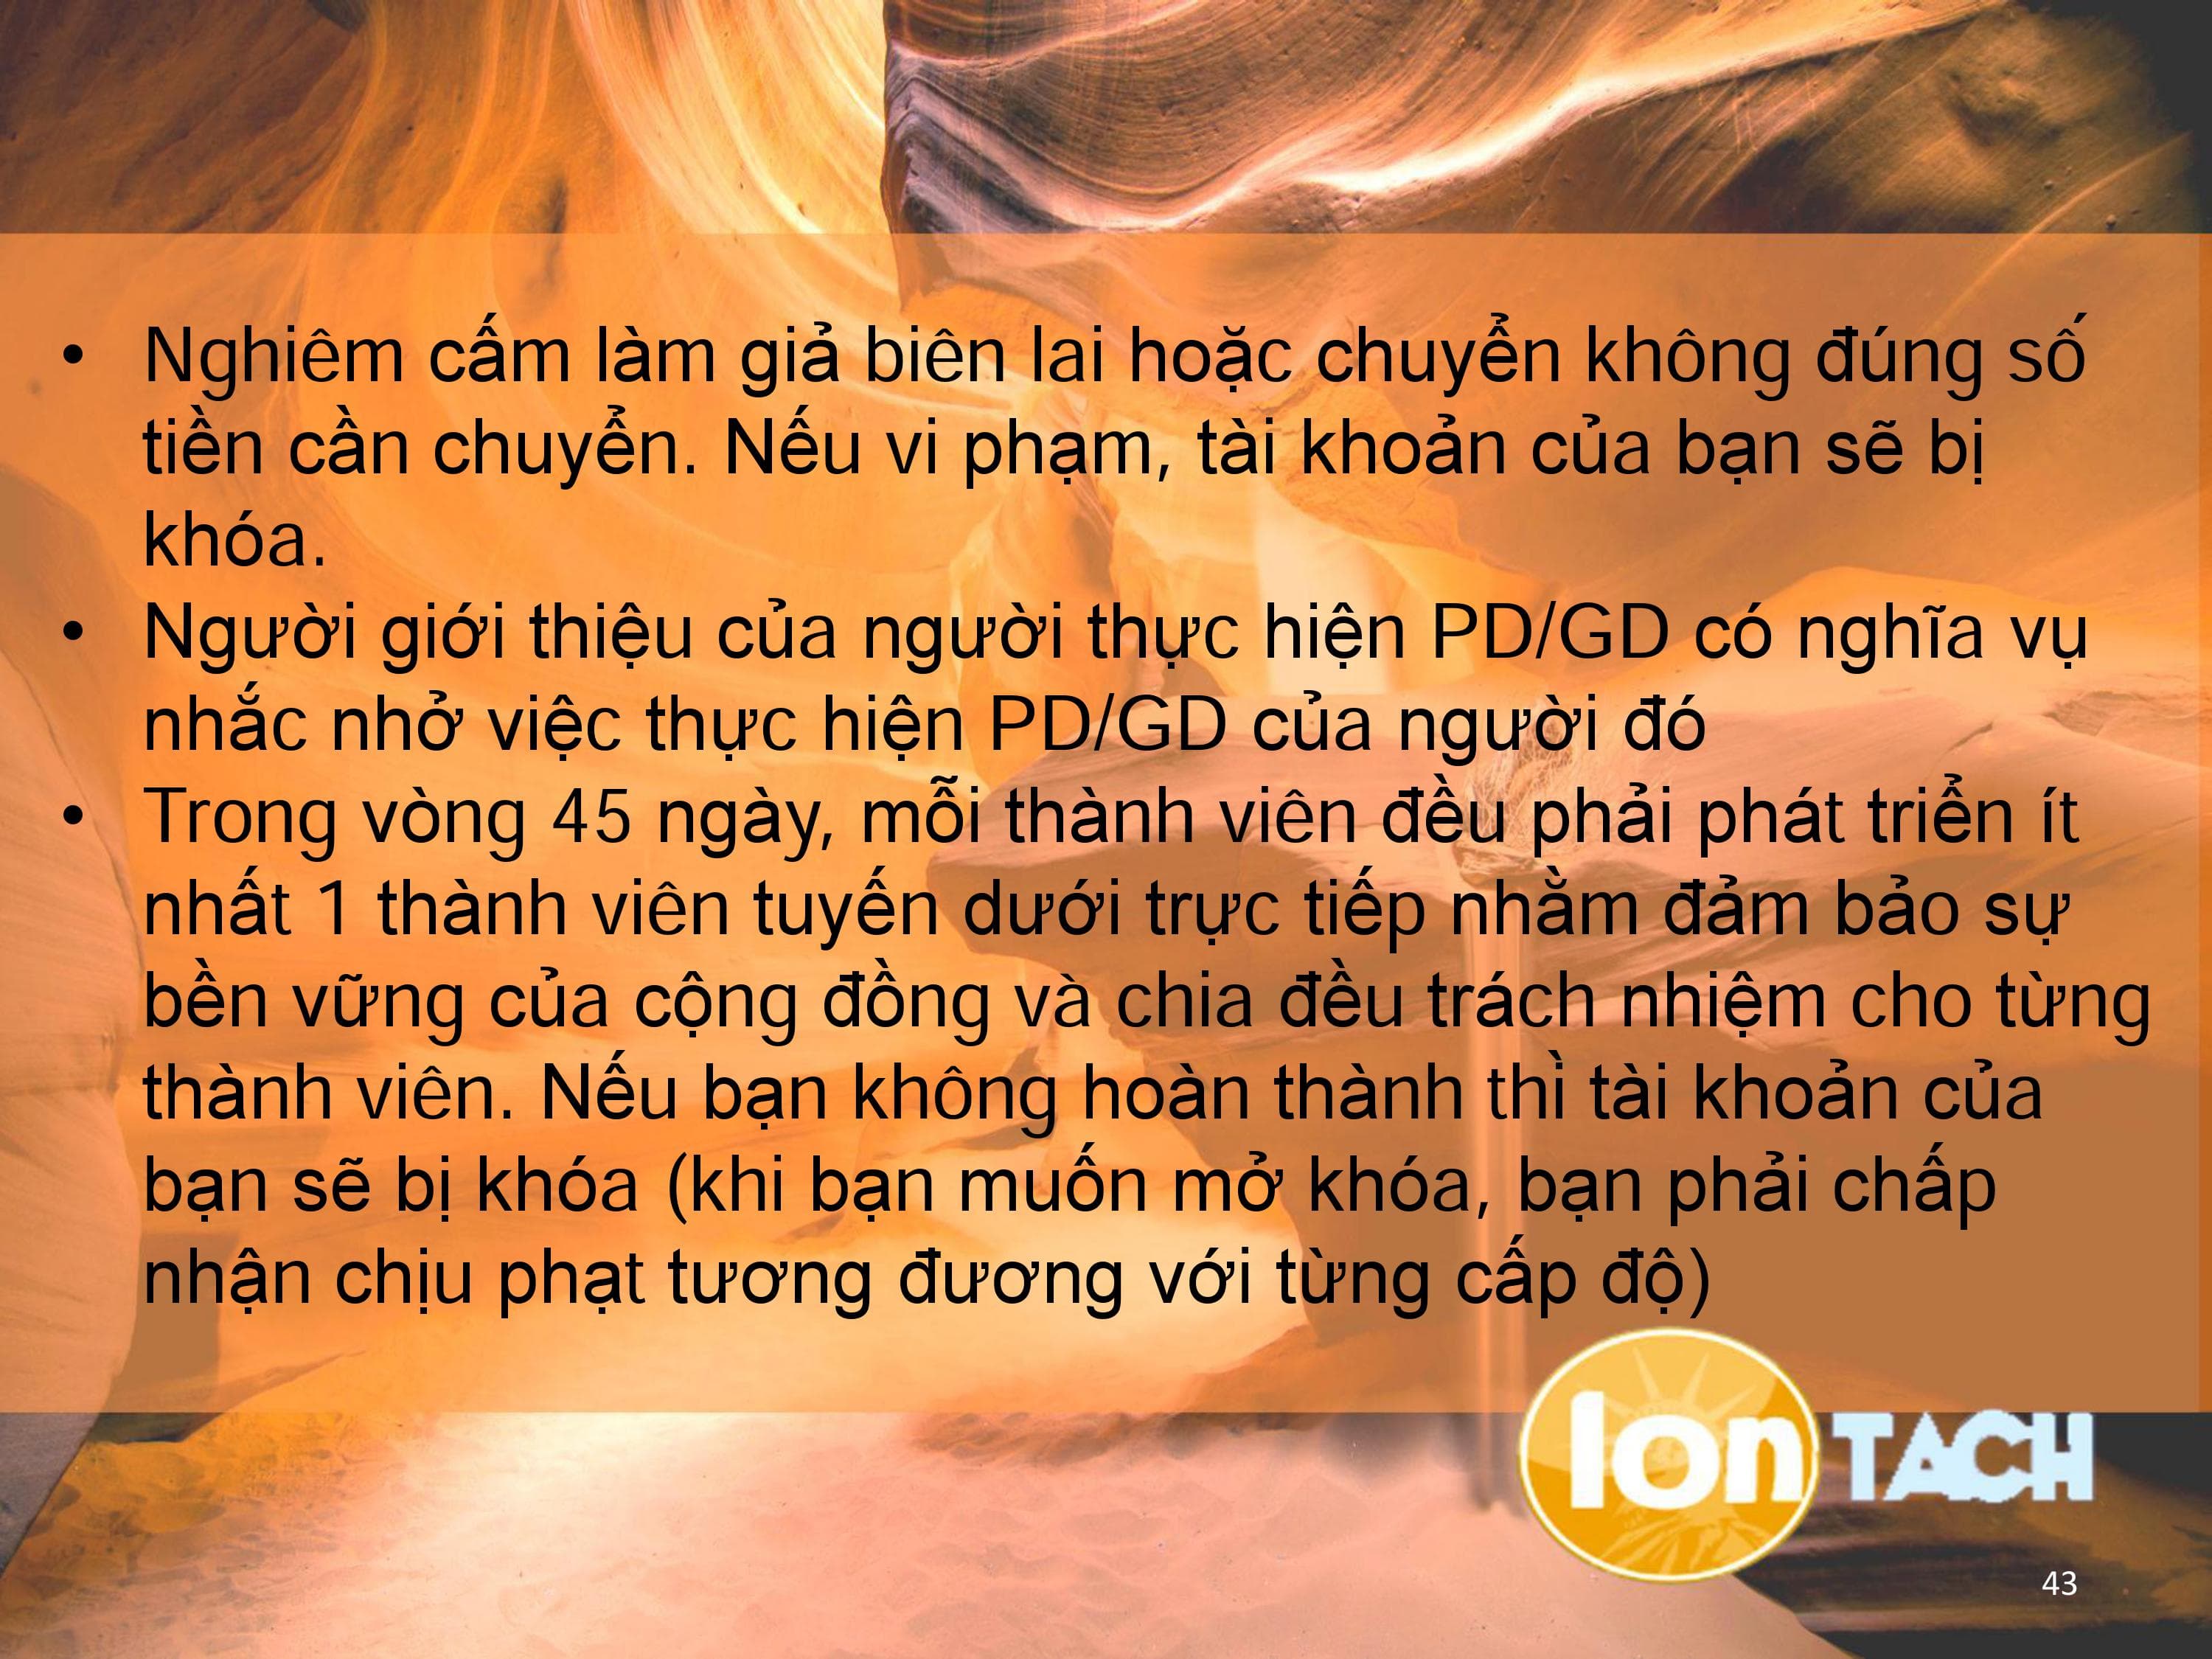 • Nghiêm cấm làm giả biên lai hoặc chuyển không đúng số
tiền cần chuyển. Nếu vi phạm, tài khoản của bạn sẽ bị
khóa.
• Người giới thiệu của người thực hiện PD/GD có nghĩa vụ
nhắc nhở việc thực hiện PD/GD của người đó
• Trong vòng 45 ngày, mỗi thành viên đều phải phát triển ít
nhất 1 thành viên tuyến dưới trực tiếp nhằm đảm bảo sự
bền vững của cộng đồng và chia đều trách nhiệm cho từng
thành viên. Nếu bạn không hoàn thành thì tài khoản của
bạn sẽ bị khóa (khi bạn muốn mở khóa, bạn phải chấp
nhận chịu phạt tương đương với từng cấp độ)
Ion TACH
43